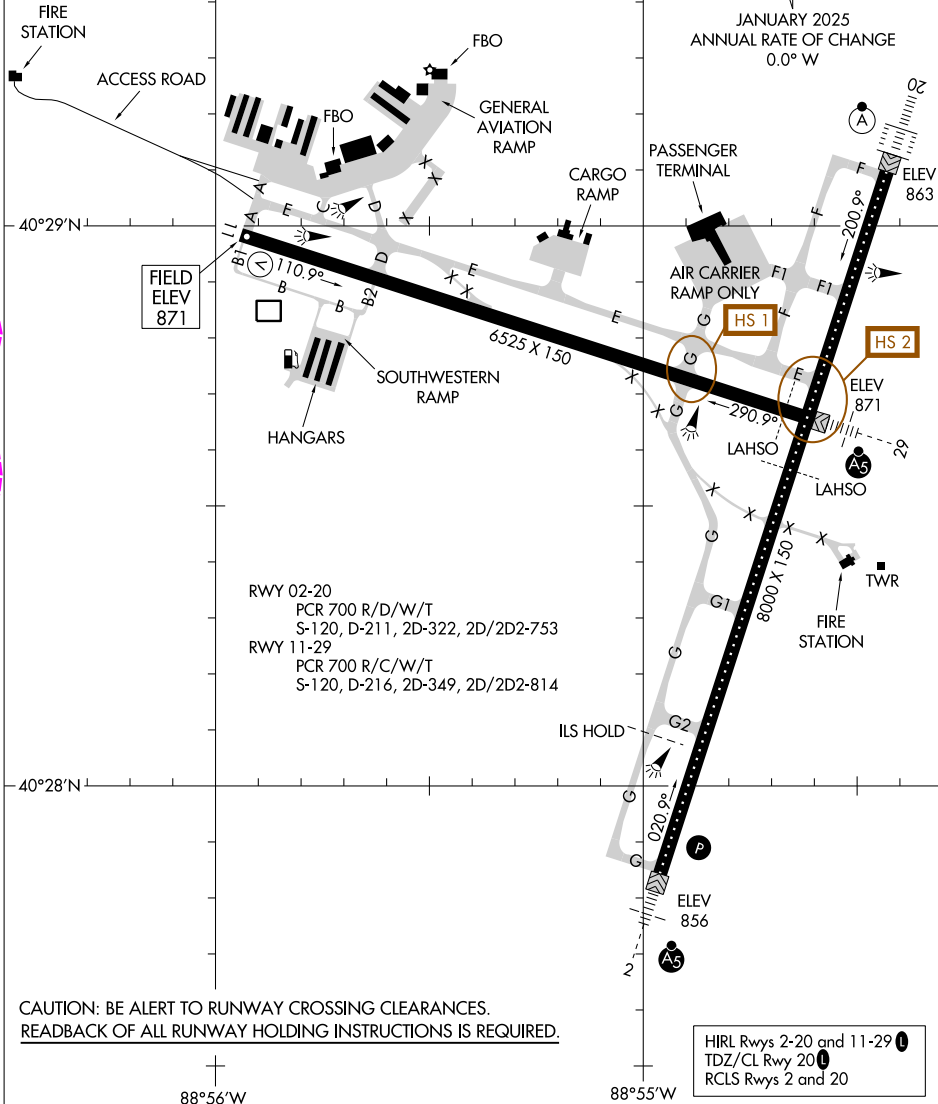 FIRE
STATION
ACCESS ROAD
FBO
FBO
GENERAL
AVIATION
RAMP
JANUARY 2025
ANNUAL RATE OF CHANGE
0.0° W
20
A
ELEV
863
PASSENGER
TERMINAL
CARGO
RAMP
F
F
200.9°
X
X
X
A
A
E
C
D
40°29'N
11
B1
V
110.9°
D
FIELD
ELEV
871
B
B
B2
X
X
E
E
AIR CARRIER
RAMP ONLY
F1
F1
F
G
HS 1
HS 2
6525 X 150
SOUTHWESTERN
RAMP
HANGARS
X
X
G
G
290.9°
E
ELEV
871
29
LAHSO
LAHSO
A5
X
X
X
X
G
8000 X 150
TWR
FIRE
STATION
G1
RWY 02-20
PCR 700 R/D/W/T
S-120, D-211, 2D-322, 2D/2D2-753
RWY 11-29
PCR 700 R/C/W/T
S-120, D-216, 2D-349, 2D/2D2-814
G
G2
ILS HOLD
40°28'N
G
020.9°
P
G
ELEV
856
2
A5
CAUTION: BE ALERT TO RUNWAY CROSSING CLEARANCES.
READBACK OF ALL RUNWAY HOLDING INSTRUCTIONS IS REQUIRED.
HIRL Rwys 2-20 and 11-29 L
TDZ/CL Rwy 20 L
RCLS Rwys 2 and 20
88°56'W
88°55'W